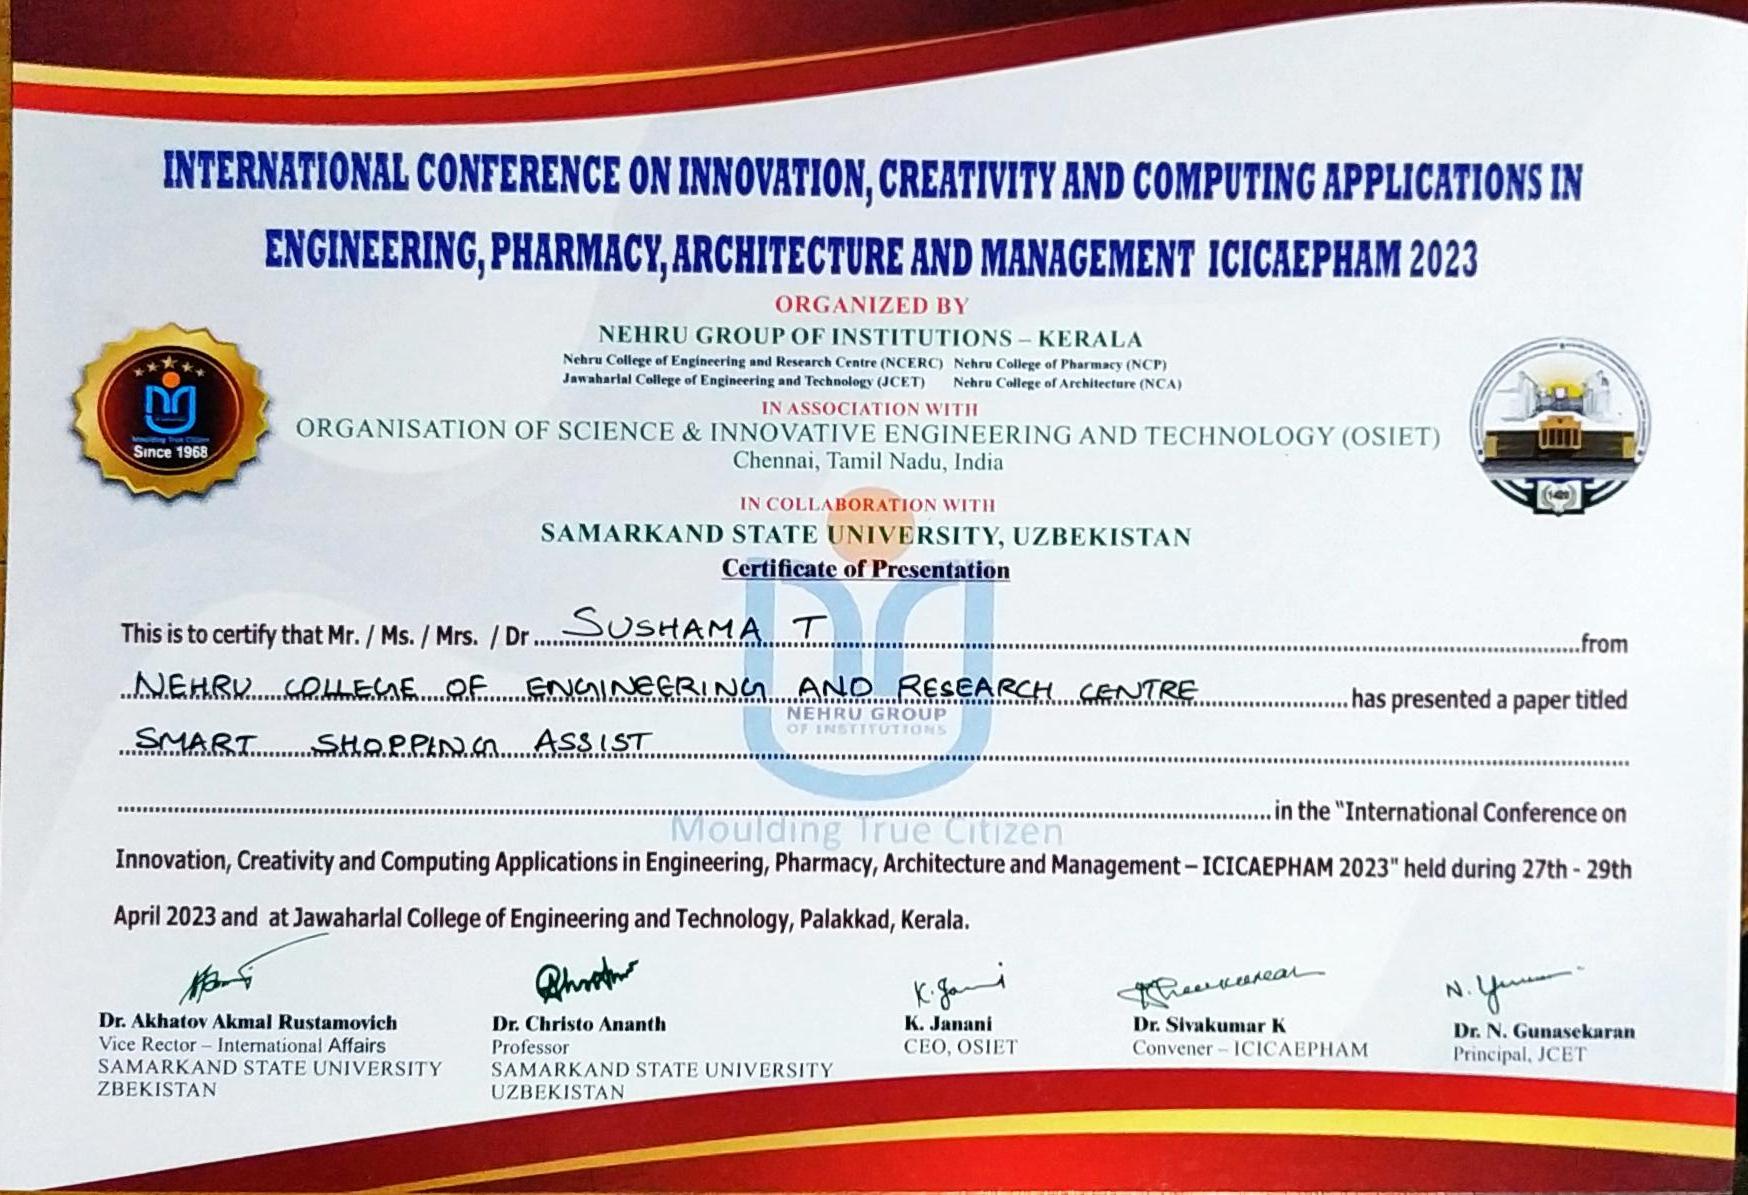 INTERNATIONAL CONFERENCE ON INNOVATION, CREATIVITY AND COMPUTING APPLICATIONS IN
ENGINEERING, PHARMACY, ARCHITECTURE AND MANAGEMENT ICICAEPHAM 2023
ORGANIZED BY
NEHRU GROUP OF INSTITUTIONS – KERALA
Nehru College of Engineering and Research Centre (NCERC) Nehru College of Pharmacy (NCP)
Jawaharlal College of Engineering and Technology (JCET) Nehru College of Architecture (NCA)
IN ASSOCIATION WITH
ORGANISATION OF SCIENCE & INNOVATIVE ENGINEERING AND TECHNOLOGY (OSIET)
Chennai, Tamil Nadu, India
Moulding True Citizen
Since 1968
1420
IN COLLABORATION WITH
SAMARKAND STATE UNIVERSITY, UZBEKISTAN
Certificate of Presentation
This is to certify that Mr. / Ms. / Mrs. / Dr SUSHAMA T from
NEHRU COLLEGE OF ENGINEERING AND RESEARCH CENTRE has presented a paper titled
NEHRU GROUP
OF INSTITUTIONS
SMART SHOPPING ASSIST
in the "International Conference on
Moulding True Citizen
Innovation, Creativity and Computing Applications in Engineering, Pharmacy, Architecture and Management – ICICAEPHAM 2023" held during 27th - 29th
April 2023 and at Jawaharlal College of Engineering and Technology, Palakkad, Kerala.
K. Janani
N.
Dr. Akhatov Akmal Rustamovich
Vice Rector – International Affairs
SAMARKAND STATE UNIVERSITY
ZBEKISTAN
Dr. Christo Ananth
Professor
SAMARKAND STATE UNIVERSITY
UZBEKISTAN
K. Janani
CEO, OSIET
Dr. Sivakumar K
Convener – ICICAEPHAM
Dr. N. Gunasekaran
Principal, JCET